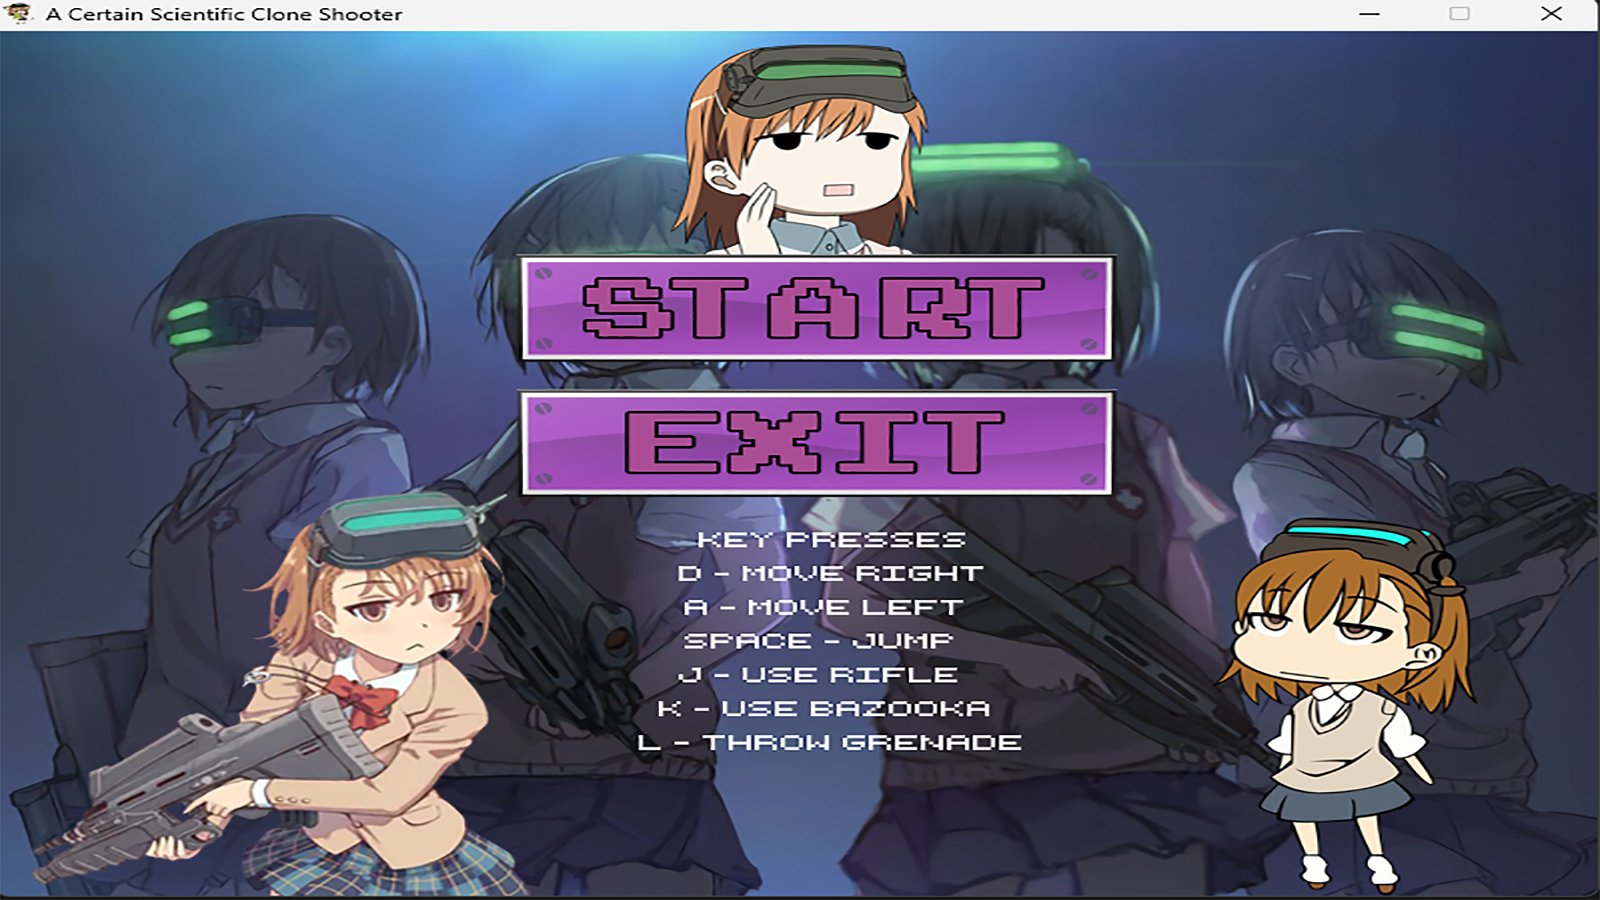 A Certain Scientific Clone Shooter
START
EXIT
KEY PRESSES
D - MOVE RIGHT
A - MOVE LEFT
SPACE - JUMP
J - USE RIFLE
K - USE BAZOOKA
L - THROW GRENADE